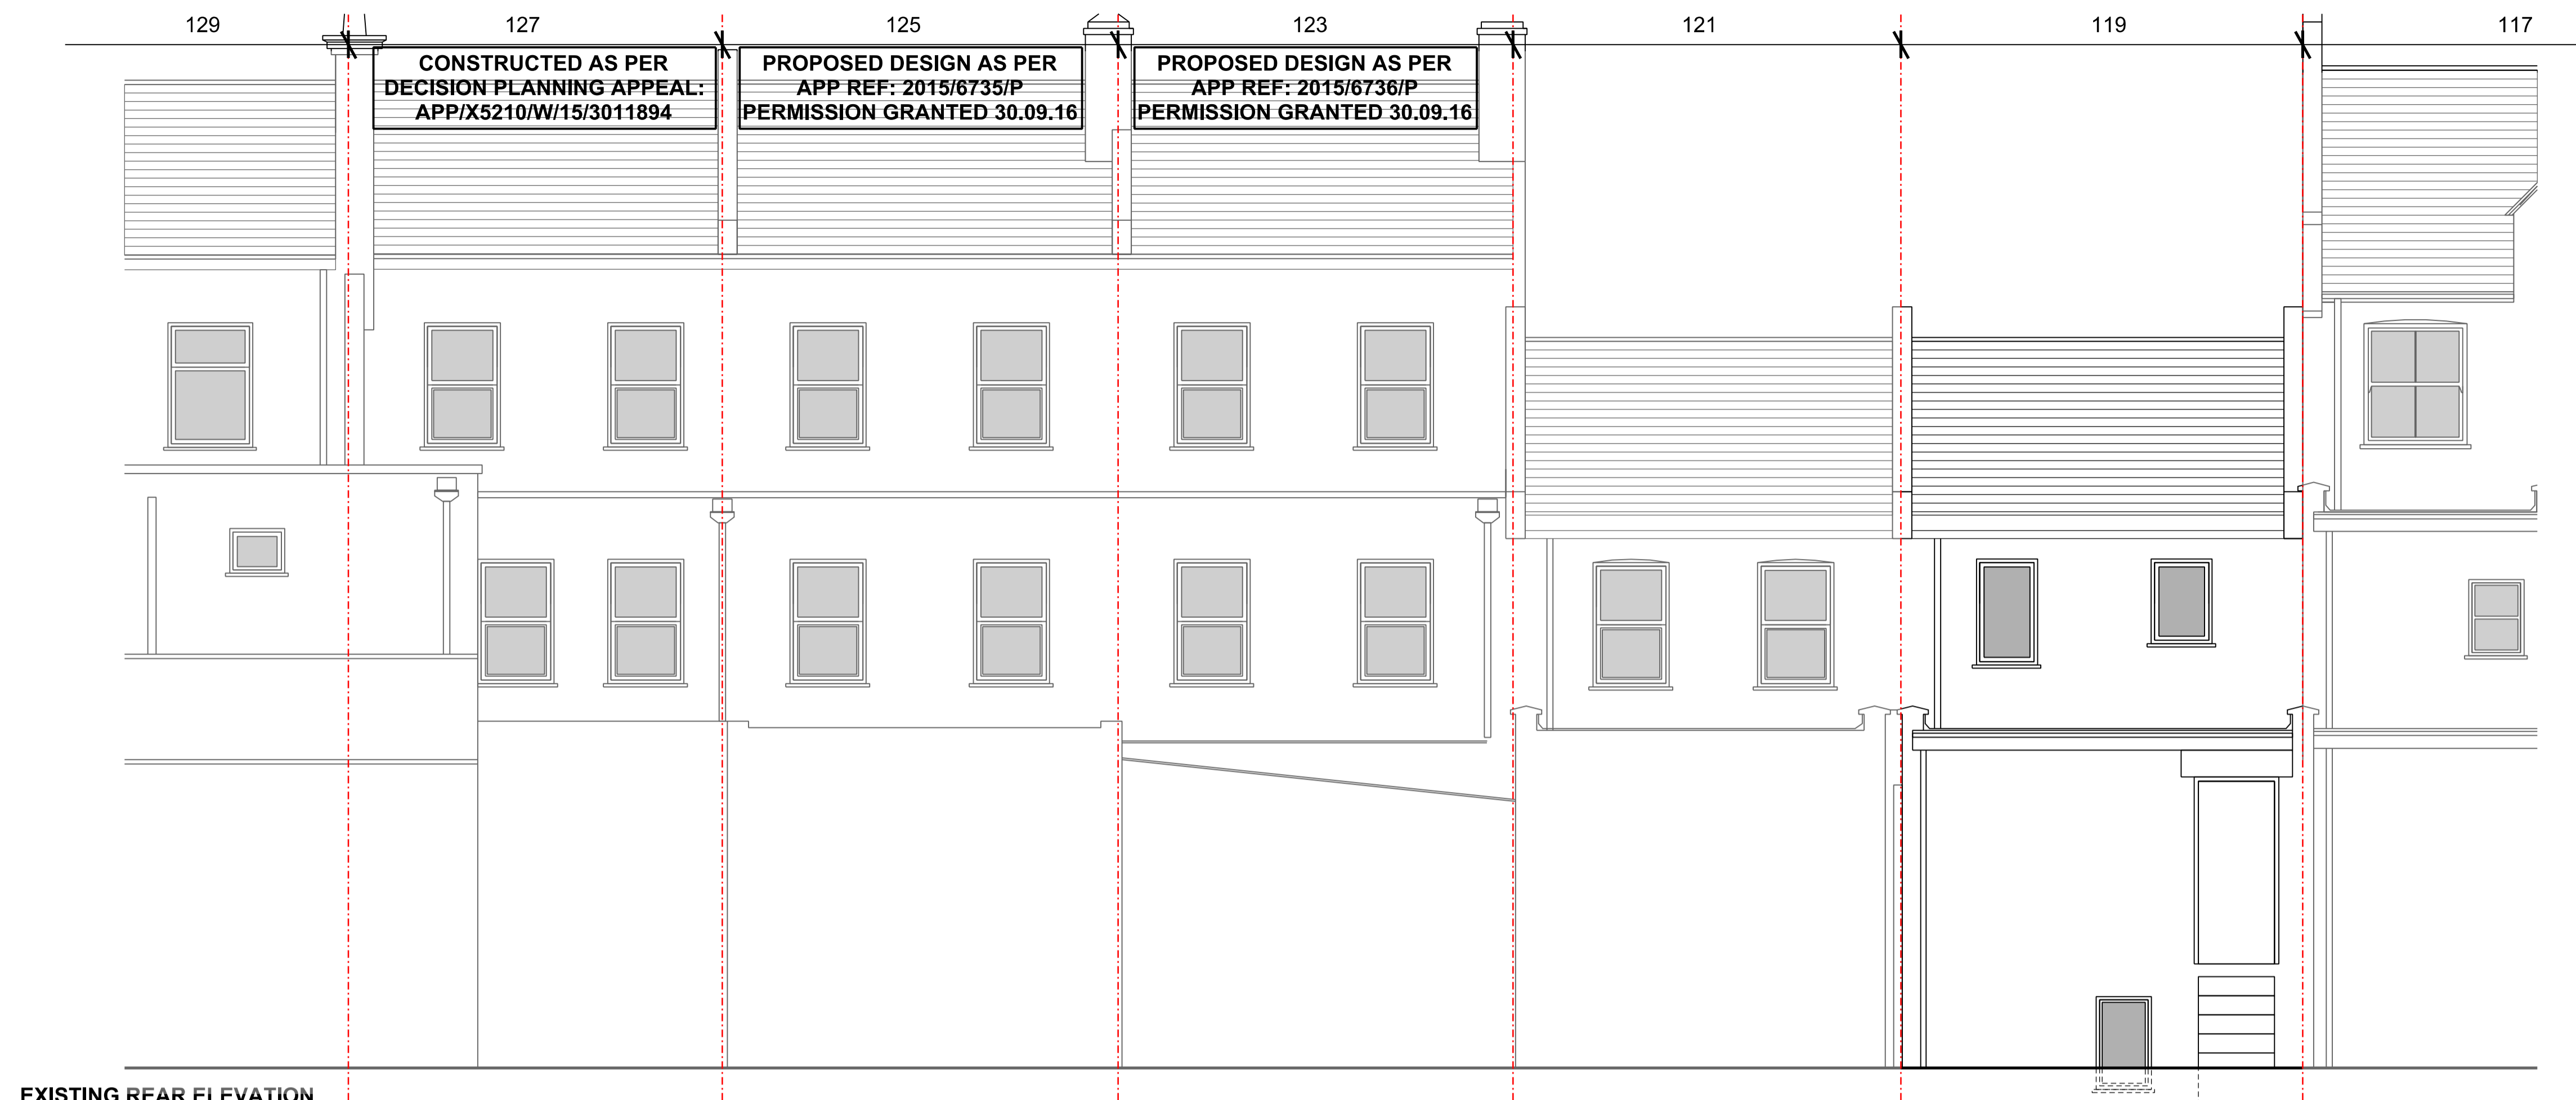 129 127 125 123 121 119 117
CONSTRUCTED AS PER
DECISION PLANNING APPEAL:
APP/X5210/W/15/3011894
PROPOSED DESIGN AS PER
APP REF: 2015/6735/P
PERMISSION GRANTED 30.09.16
PROPOSED DESIGN AS PER
APP REF: 2015/6736/P
PERMISSION GRANTED 30.09.16
EXISTING REAR ELEVATION